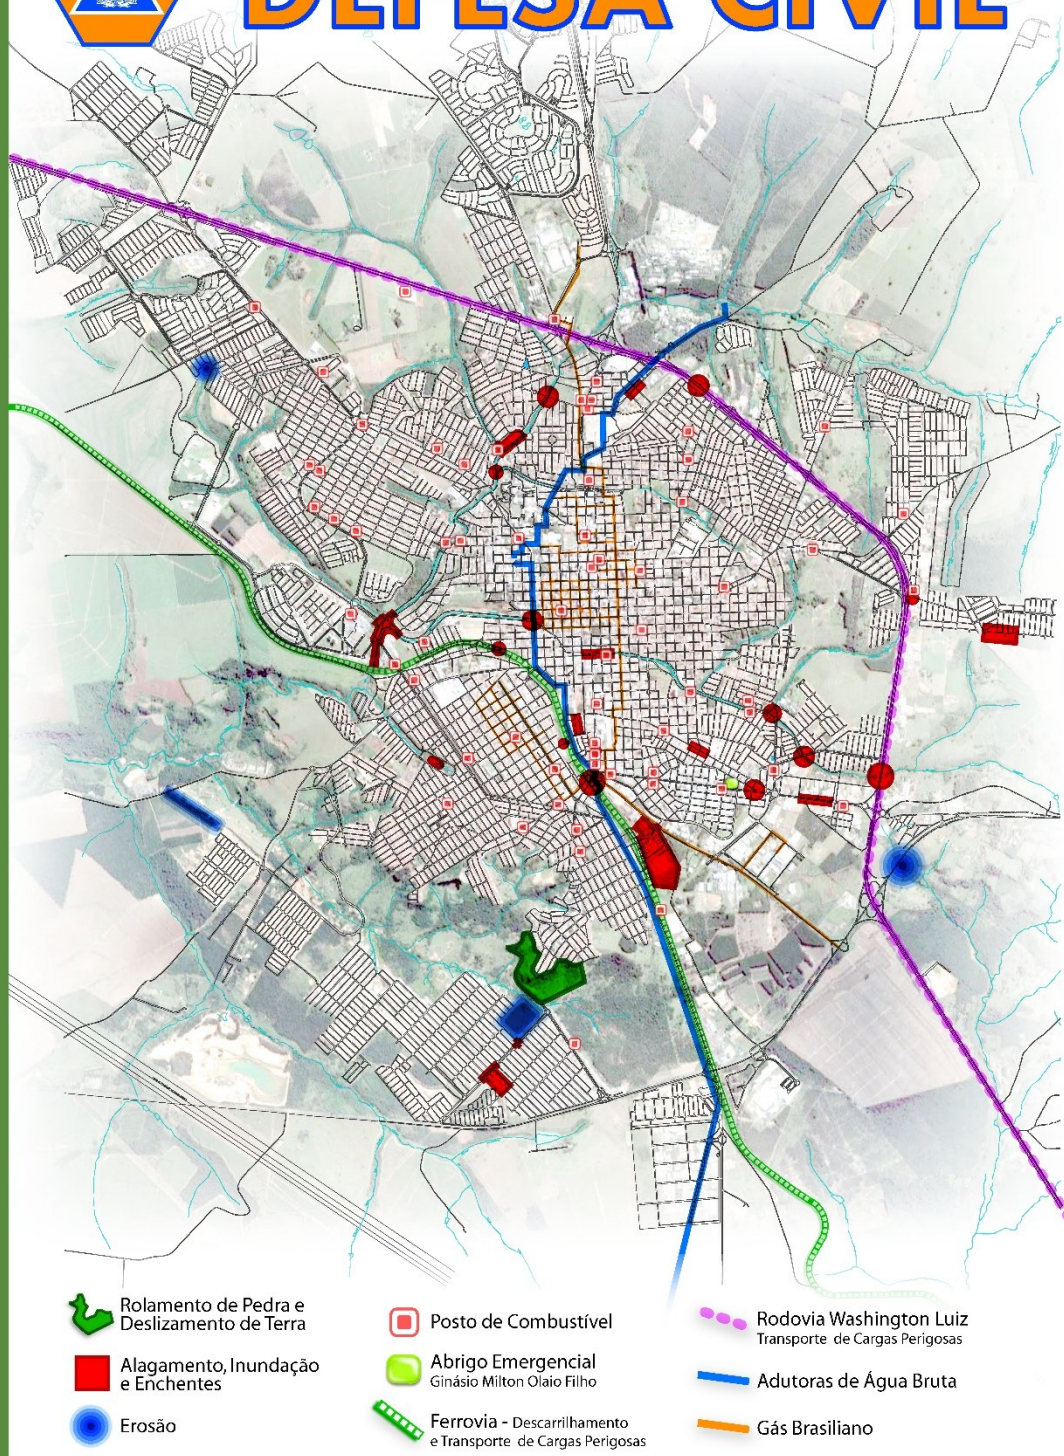 DEFESA CIVIL
Rolamento de Pedra e
Deslizamento de Terra
Alagamento, Inundação
e Enchentes
Erosão
Posto de Combustível
Abrigo Emergencial
Ginásio Milton Olaio Filho
Ferrovia - Descarrilhamento
e Transporte de Cargas Perigosas
Rodovia Washington Luiz
Transporte de Cargas Perigosas
Adutoras de Água Bruta
Gás Brasiliano